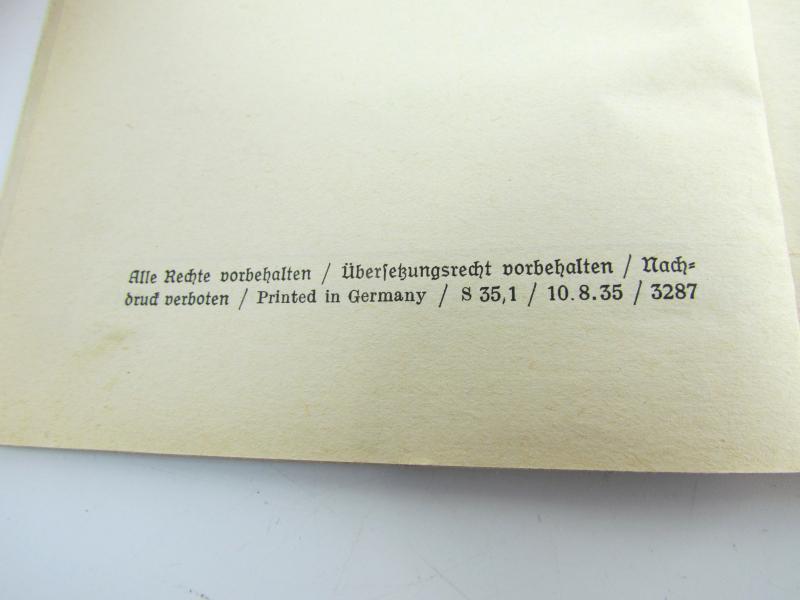 Alle Rechte vorbehalten / Überſetzungsrecht vorbehalten / Nach-
druck verboten / Printed in Germany / S 35,1 / 10. 8. 35 / 3287